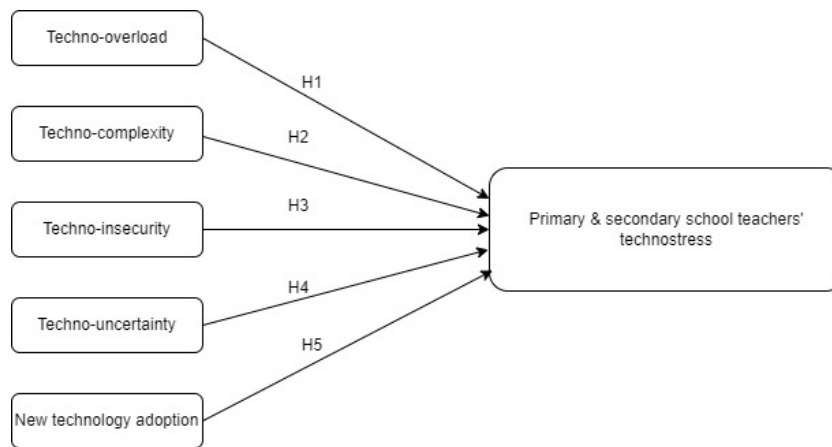 Techno-overload
H1
Techno-complexity
H2
Techno-insecurity
H3
Primary & secondary school teachers'
technostress
Techno-uncertainty
H4
New technology adoption
H5